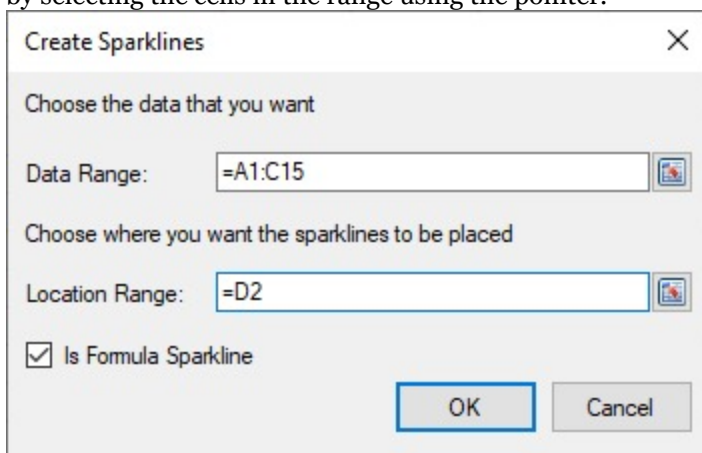 by selecting the cells in the range using the pointer.
Create Sparklines
Choose the data that you want
Data Range: =A1:C15
Choose where you want the sparklines to be placed
Location Range: =D2
Is Formula Sparkline
OK Cancel